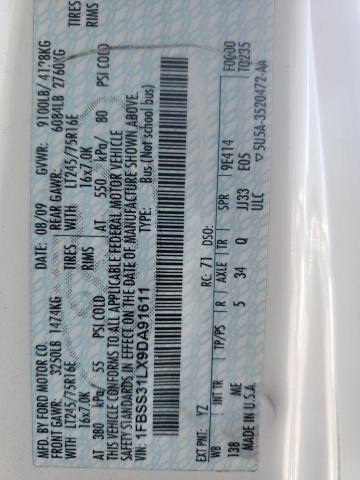 MFD. BY FORD MOTOR CO. 08/09 GVWR: 9100LB/ 4128KG
FRONT GAWR: 3250LB 1474KG REAR GAWR: 6084LB 2760KG
WITH LT245/75R16E TIRES WITH LT245/75R16E TIRES
16x7.0K RIMS 16x7.0K RIMS
AT 380 kPa/ 55 PSI COLD AT 550 kPa/ 80 PSI COLD
THIS VEHICLE CONFORMS TO ALL APPLICABLE FEDERAL MOTOR VEHICLE
SAFETY STANDARDS IN EFFECT ON THE DATE OF MANUFACTURE SHOWN ABOVE.
VIN: 1FBSS31LX9DA91611 TYPE: Bus(Not school bus)
F0000
T0235
EXT PNT: YZ RC: 71 DSO: 19E414
WB INT TR TP/PS R AXLE TR SPR E05
138 ME 5 34 Q JJ33
MADE IN U.S.A. ULC
5U5A-3520472-AA